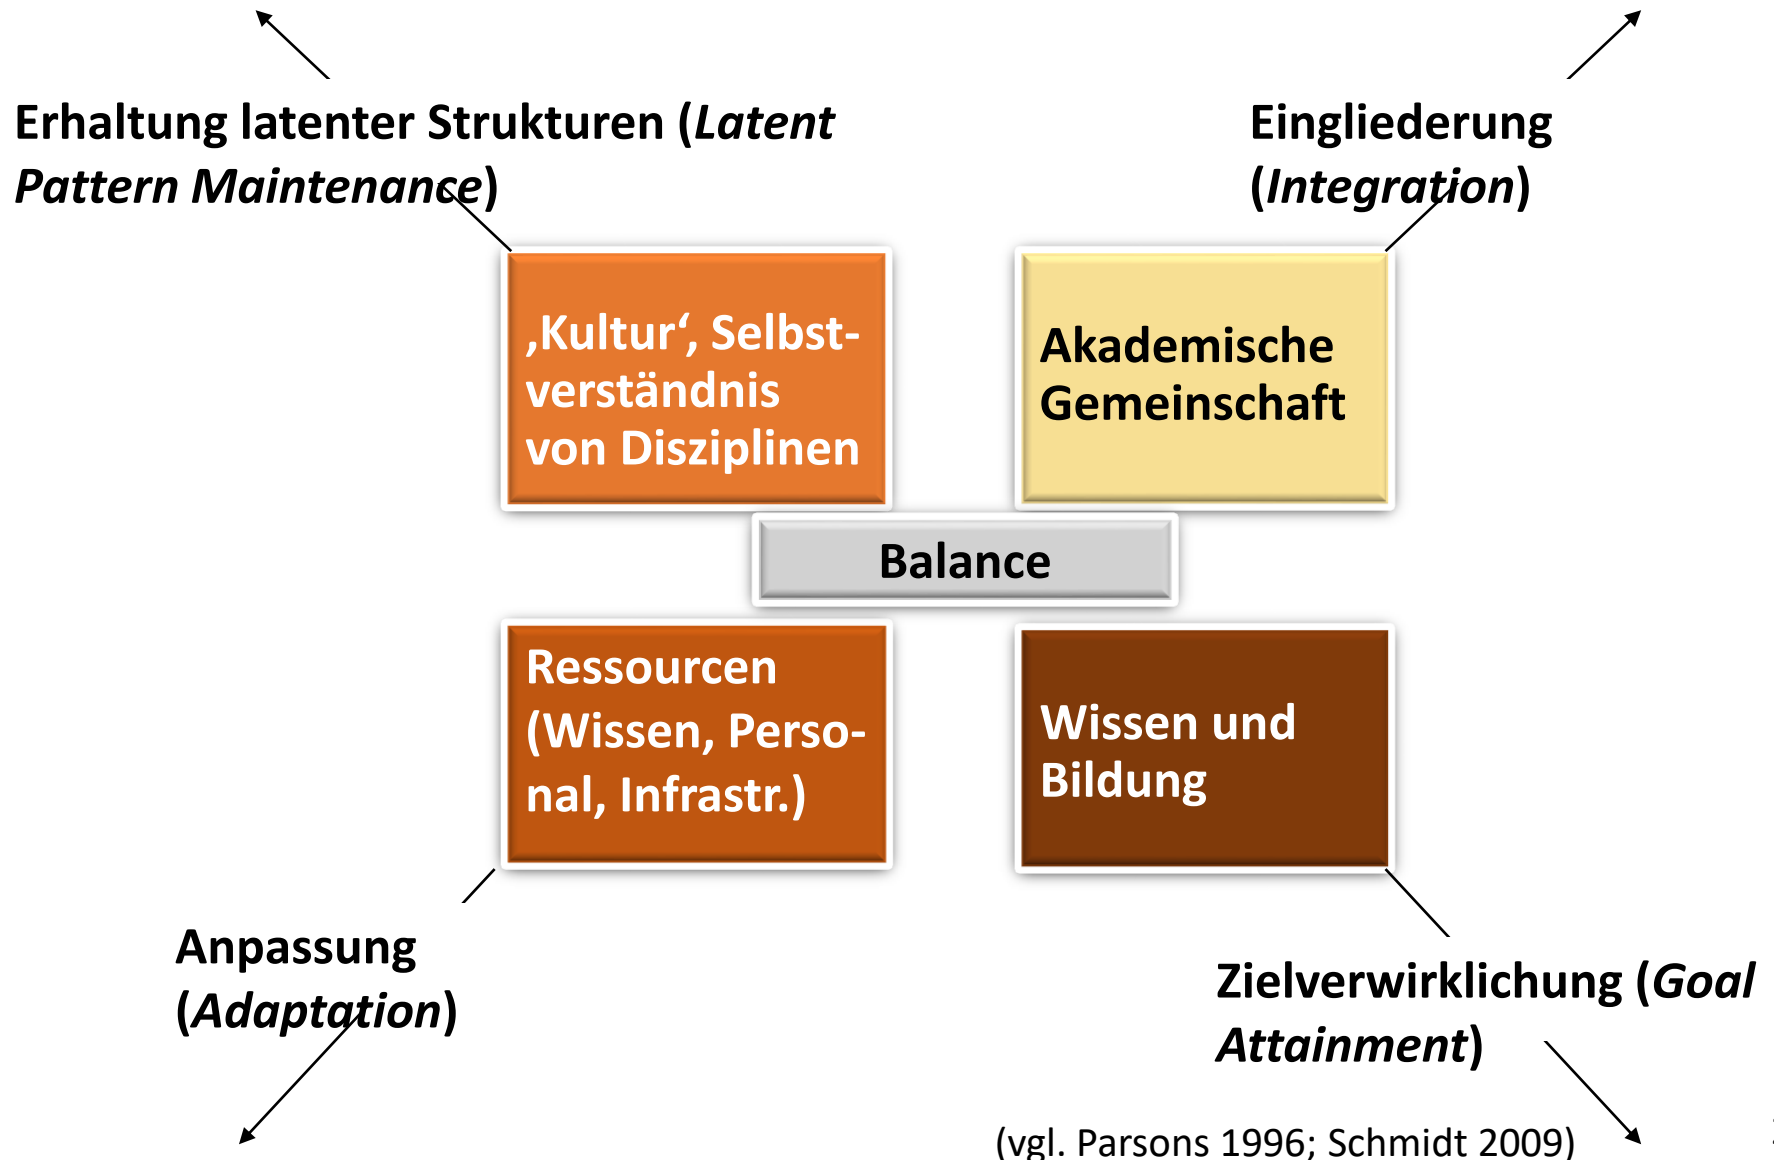 Erhaltung latenter Strukturen (Latent
Pattern Maintenance)
Eingliederung
(Integration)
‚Kultur‘, Selbst-
verständnis
von Disziplinen
Akademische
Gemeinschaft
Balance
Ressourcen
(Wissen, Perso-
nal, Infrastr.)
Wissen und
Bildung
Anpassung
(Adaptation)
Zielverwirklichung (Goal
Attainment)
(vgl. Parsons 1996; Schmidt 2009)